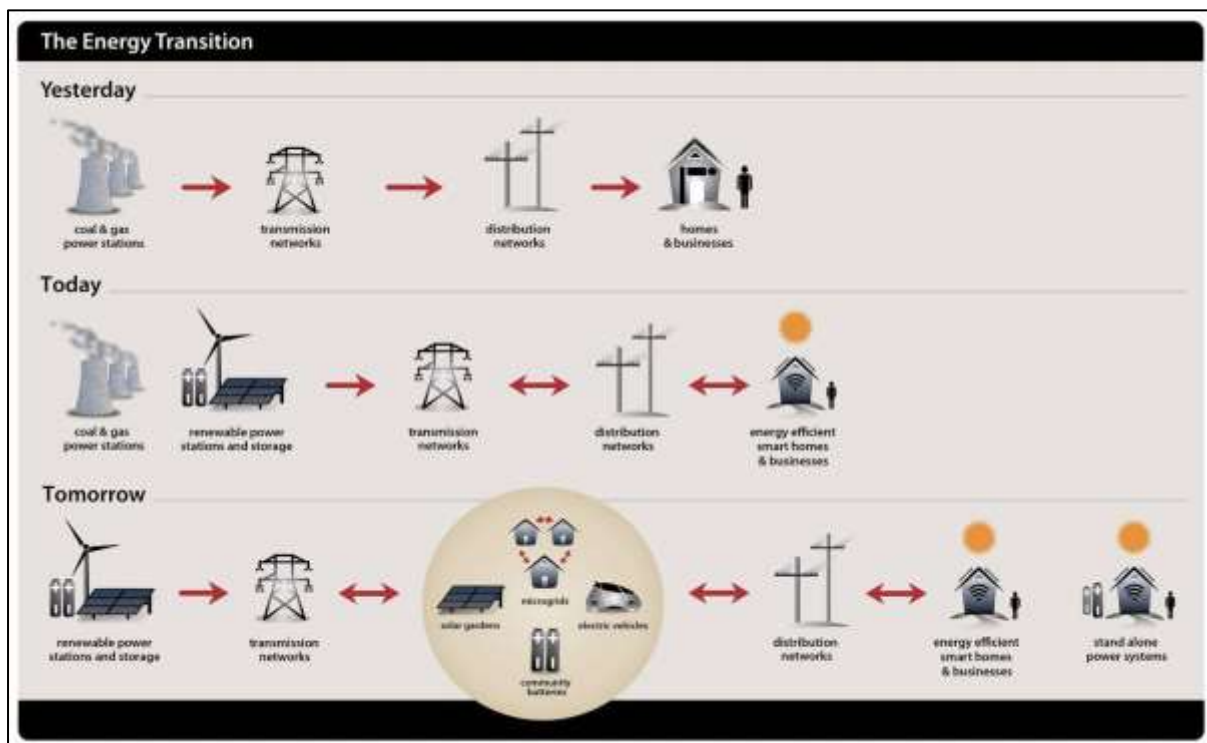 The Energy Transition
Yesterday
coal & gas
power stations
transmission
networks
distribution
networks
homes
& businesses
Today
coal & gas
power stations
renewable power
stations and storage
transmission
networks
distribution
networks
energy efficient
smart homes
& businesses
Tomorrow
renewable power
stations and storage
transmission
networks
microgrids
solar gardens
electric vehicles
community
batteries
distribution
networks
energy efficient
smart homes
& businesses
stand alone
power systems